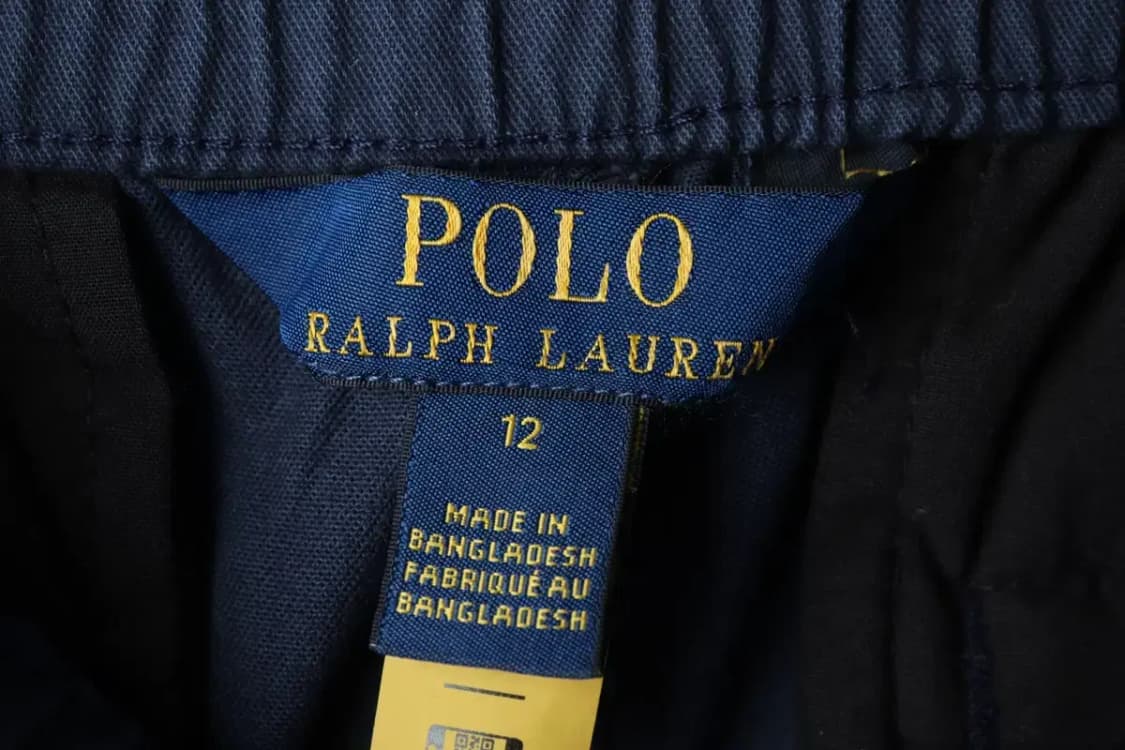 POLO
RALPH LAUREN
12
MADE IN
BANGLADESH
FABRIQUÉ AU
BANGLADESH